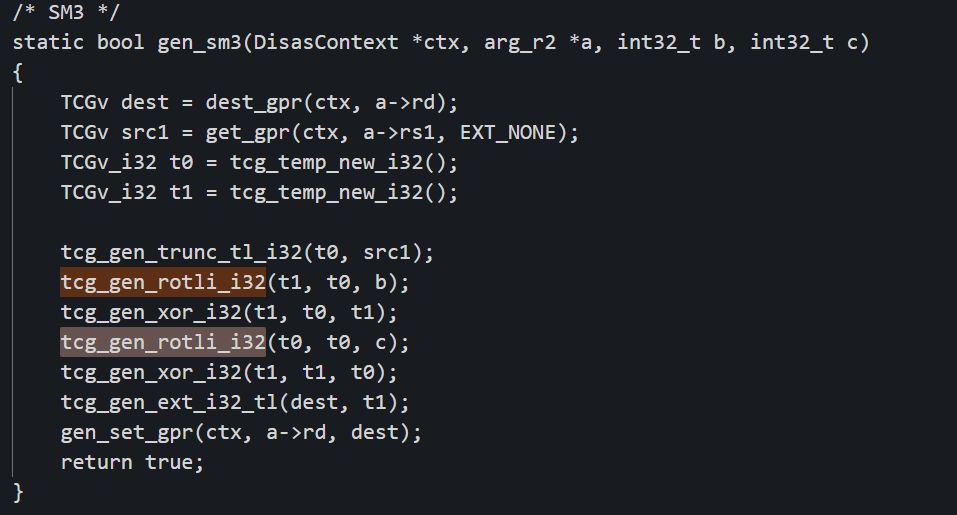 /* SM3 */
static bool gen_sm3(DisasContext *ctx, arg_r2 *a, int32_t b, int32_t c)
{
    TCGv dest = dest_gpr(ctx, a->rd);
    TCGv src1 = get_gpr(ctx, a->rs1, EXT_NONE);
    TCGv_i32 t0 = tcg_temp_new_i32();
    TCGv_i32 t1 = tcg_temp_new_i32();

    tcg_gen_trunc_tl_i32(t0, src1);
    tcg_gen_rotli_i32(t1, t0, b);
    tcg_gen_xor_i32(t1, t0, t1);
    tcg_gen_rotli_i32(t0, t0, c);
    tcg_gen_xor_i32(t1, t1, t0);
    tcg_gen_ext_i32_tl(dest, t1);
    gen_set_gpr(ctx, a->rd, dest);
    return true;
}